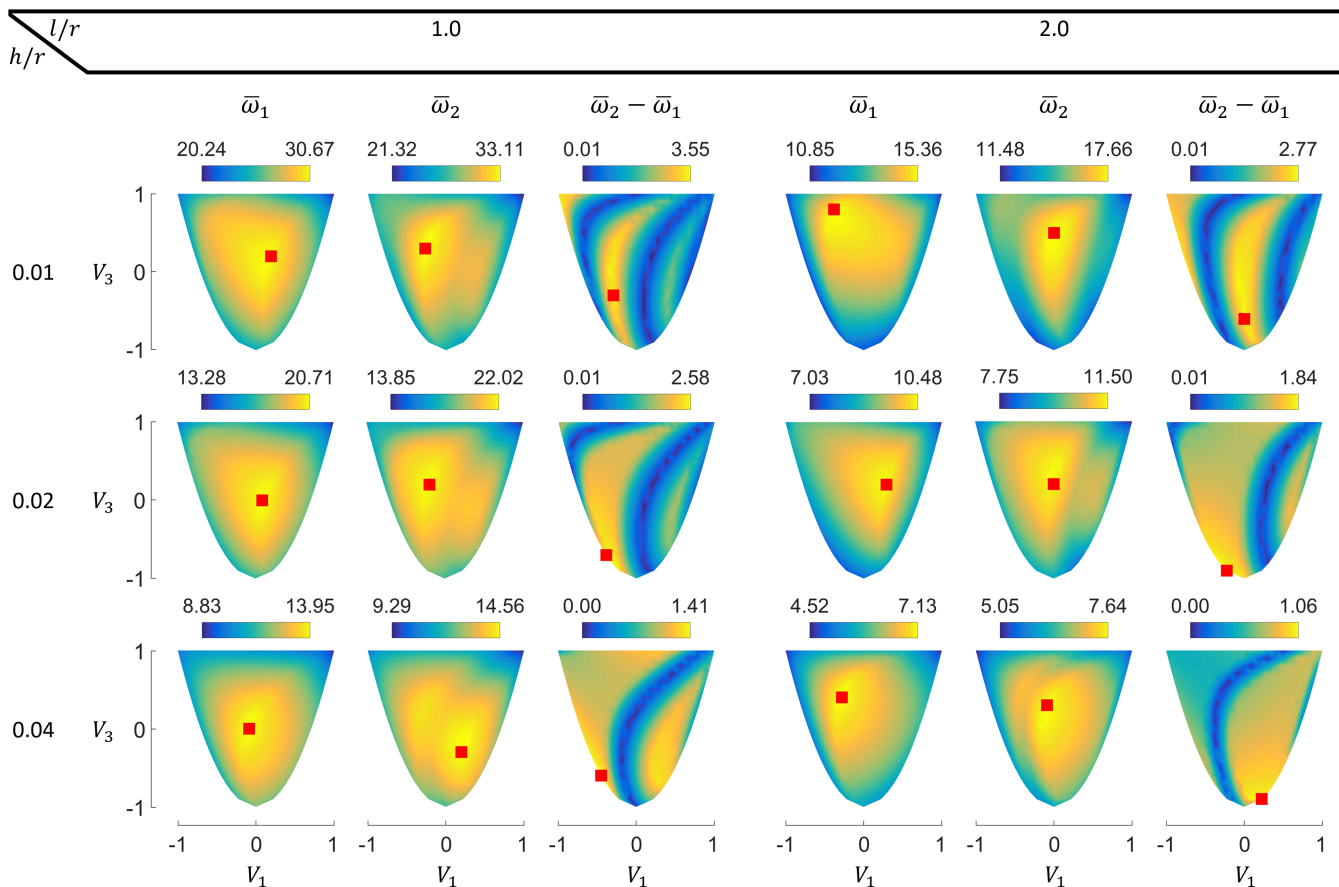 l/r 1.0 2.0
h/r
ω̅₁ ω̅₂ ω̅₂ − ω̅₁ ω̅₁ ω̅₂ ω̅₂ − ω̅₁
20.24 30.67 21.32 33.11 0.01 3.55 10.85 15.36 11.48 17.66 0.01 2.77
1
0.01 V₃ 0
-1
13.28 20.71 13.85 22.02 0.01 2.58 7.03 10.48 7.75 11.50 0.01 1.84
1
0.02 V₃ 0
-1
8.83 13.95 9.29 14.56 0.00 1.41 4.52 7.13 5.05 7.64 0.00 1.06
1
0.04 V₃ 0
-1
-1 0 1 -1 0 1 -1 0 1 -1 0 1 -1 0 1 -1 0 1
V₁ V₁ V₁ V₁ V₁ V₁